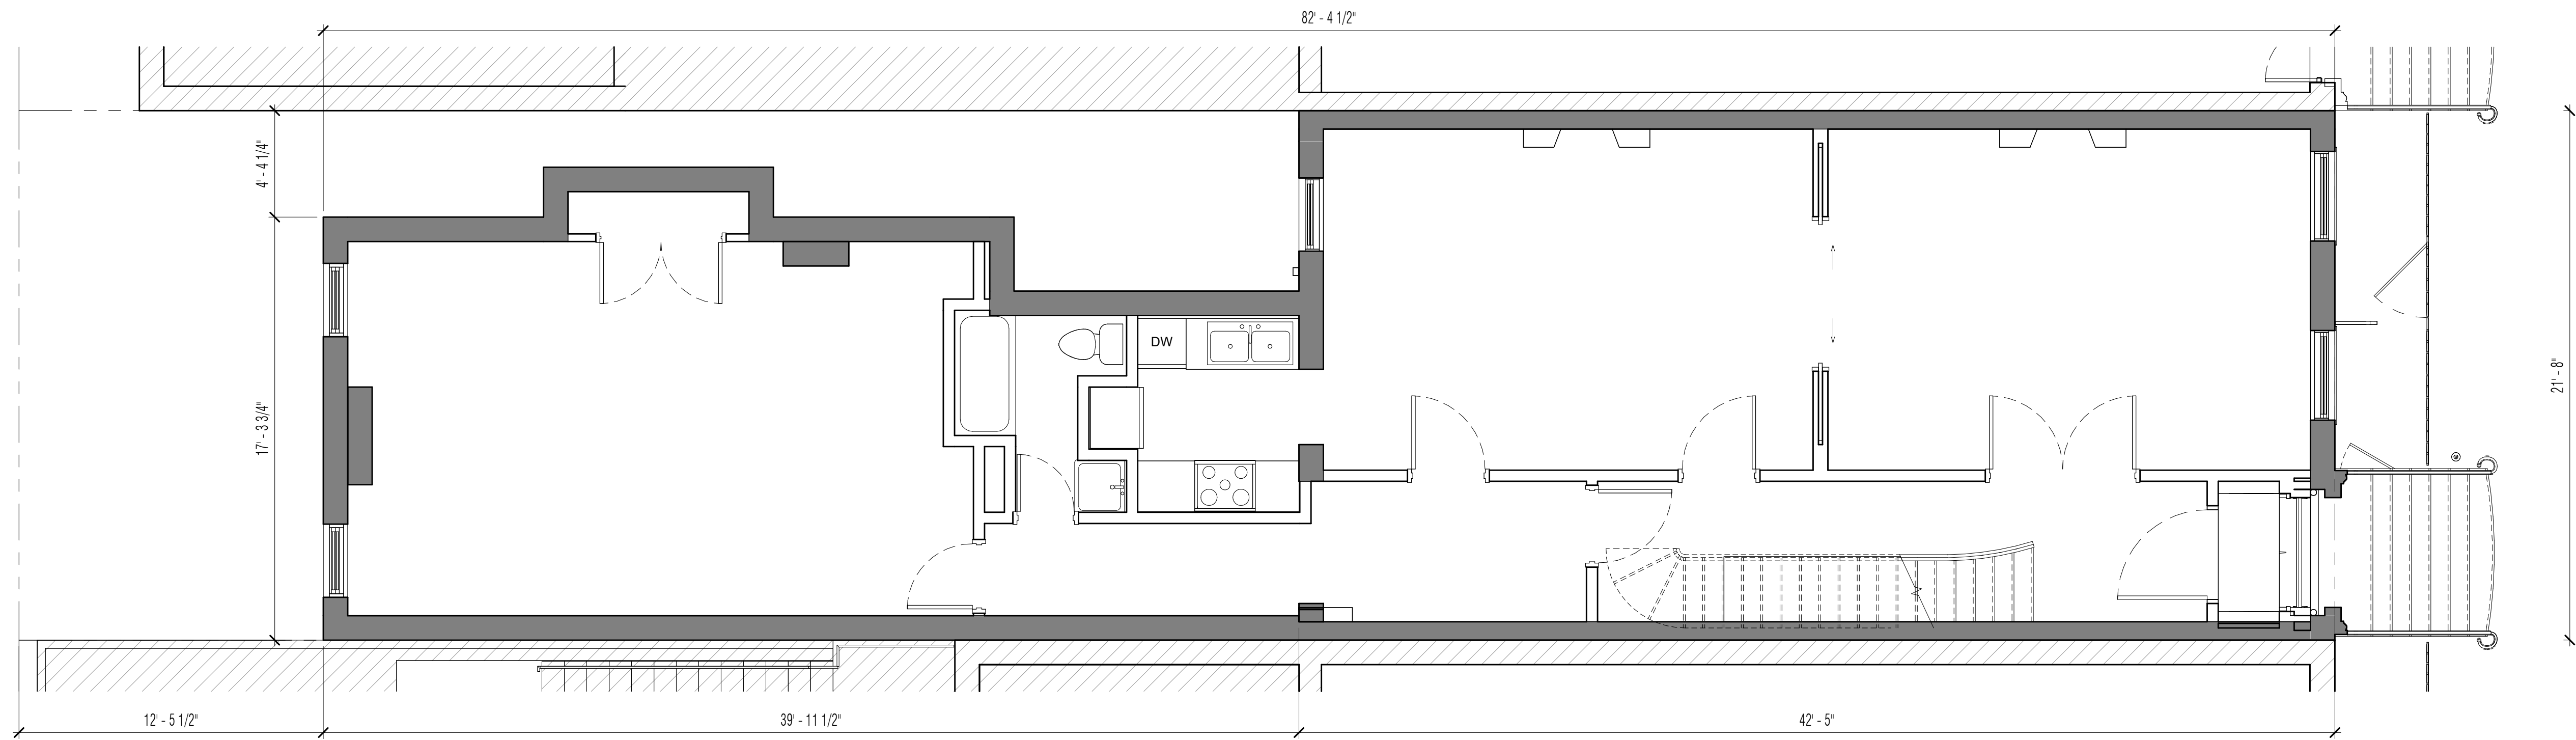 82' - 4 1/2"
4' - 4 1/4"
DW
21' - 8"
17' - 3 3/4"
12' - 5 1/2"
39' - 11 1/2"
42' - 5"